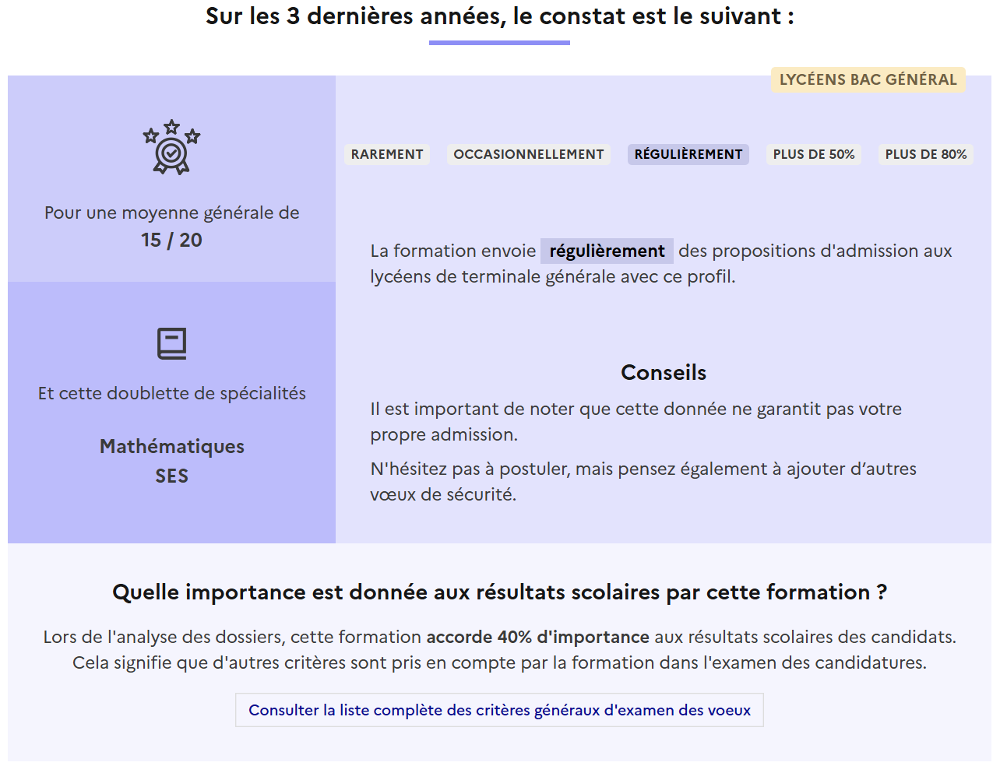 Sur les 3 dernières années, le constat est le suivant :
LYCÉENS BAC GÉNÉRAL
Pour une moyenne générale de
15 / 20
Et cette doublette de spécialités
Mathématiques
SES
RAREMENT OCCASIONNELLEMENT RÉGULIÈREMENT PLUS DE 50% PLUS DE 80%
La formation envoie régulièrement des propositions d'admission aux
lycéens de terminale générale avec ce profil.
Conseils
Il est important de noter que cette donnée ne garantit pas votre
propre admission.
N'hésitez pas à postuler, mais pensez également à ajouter d’autres
vœux de sécurité.
Quelle importance est donnée aux résultats scolaires par cette formation ?
Lors de l'analyse des dossiers, cette formation accorde 40% d'importance aux résultats scolaires des candidats.
Cela signifie que d'autres critères sont pris en compte par la formation dans l'examen des candidatures.
Consulter la liste complète des critères généraux d'examen des voeux